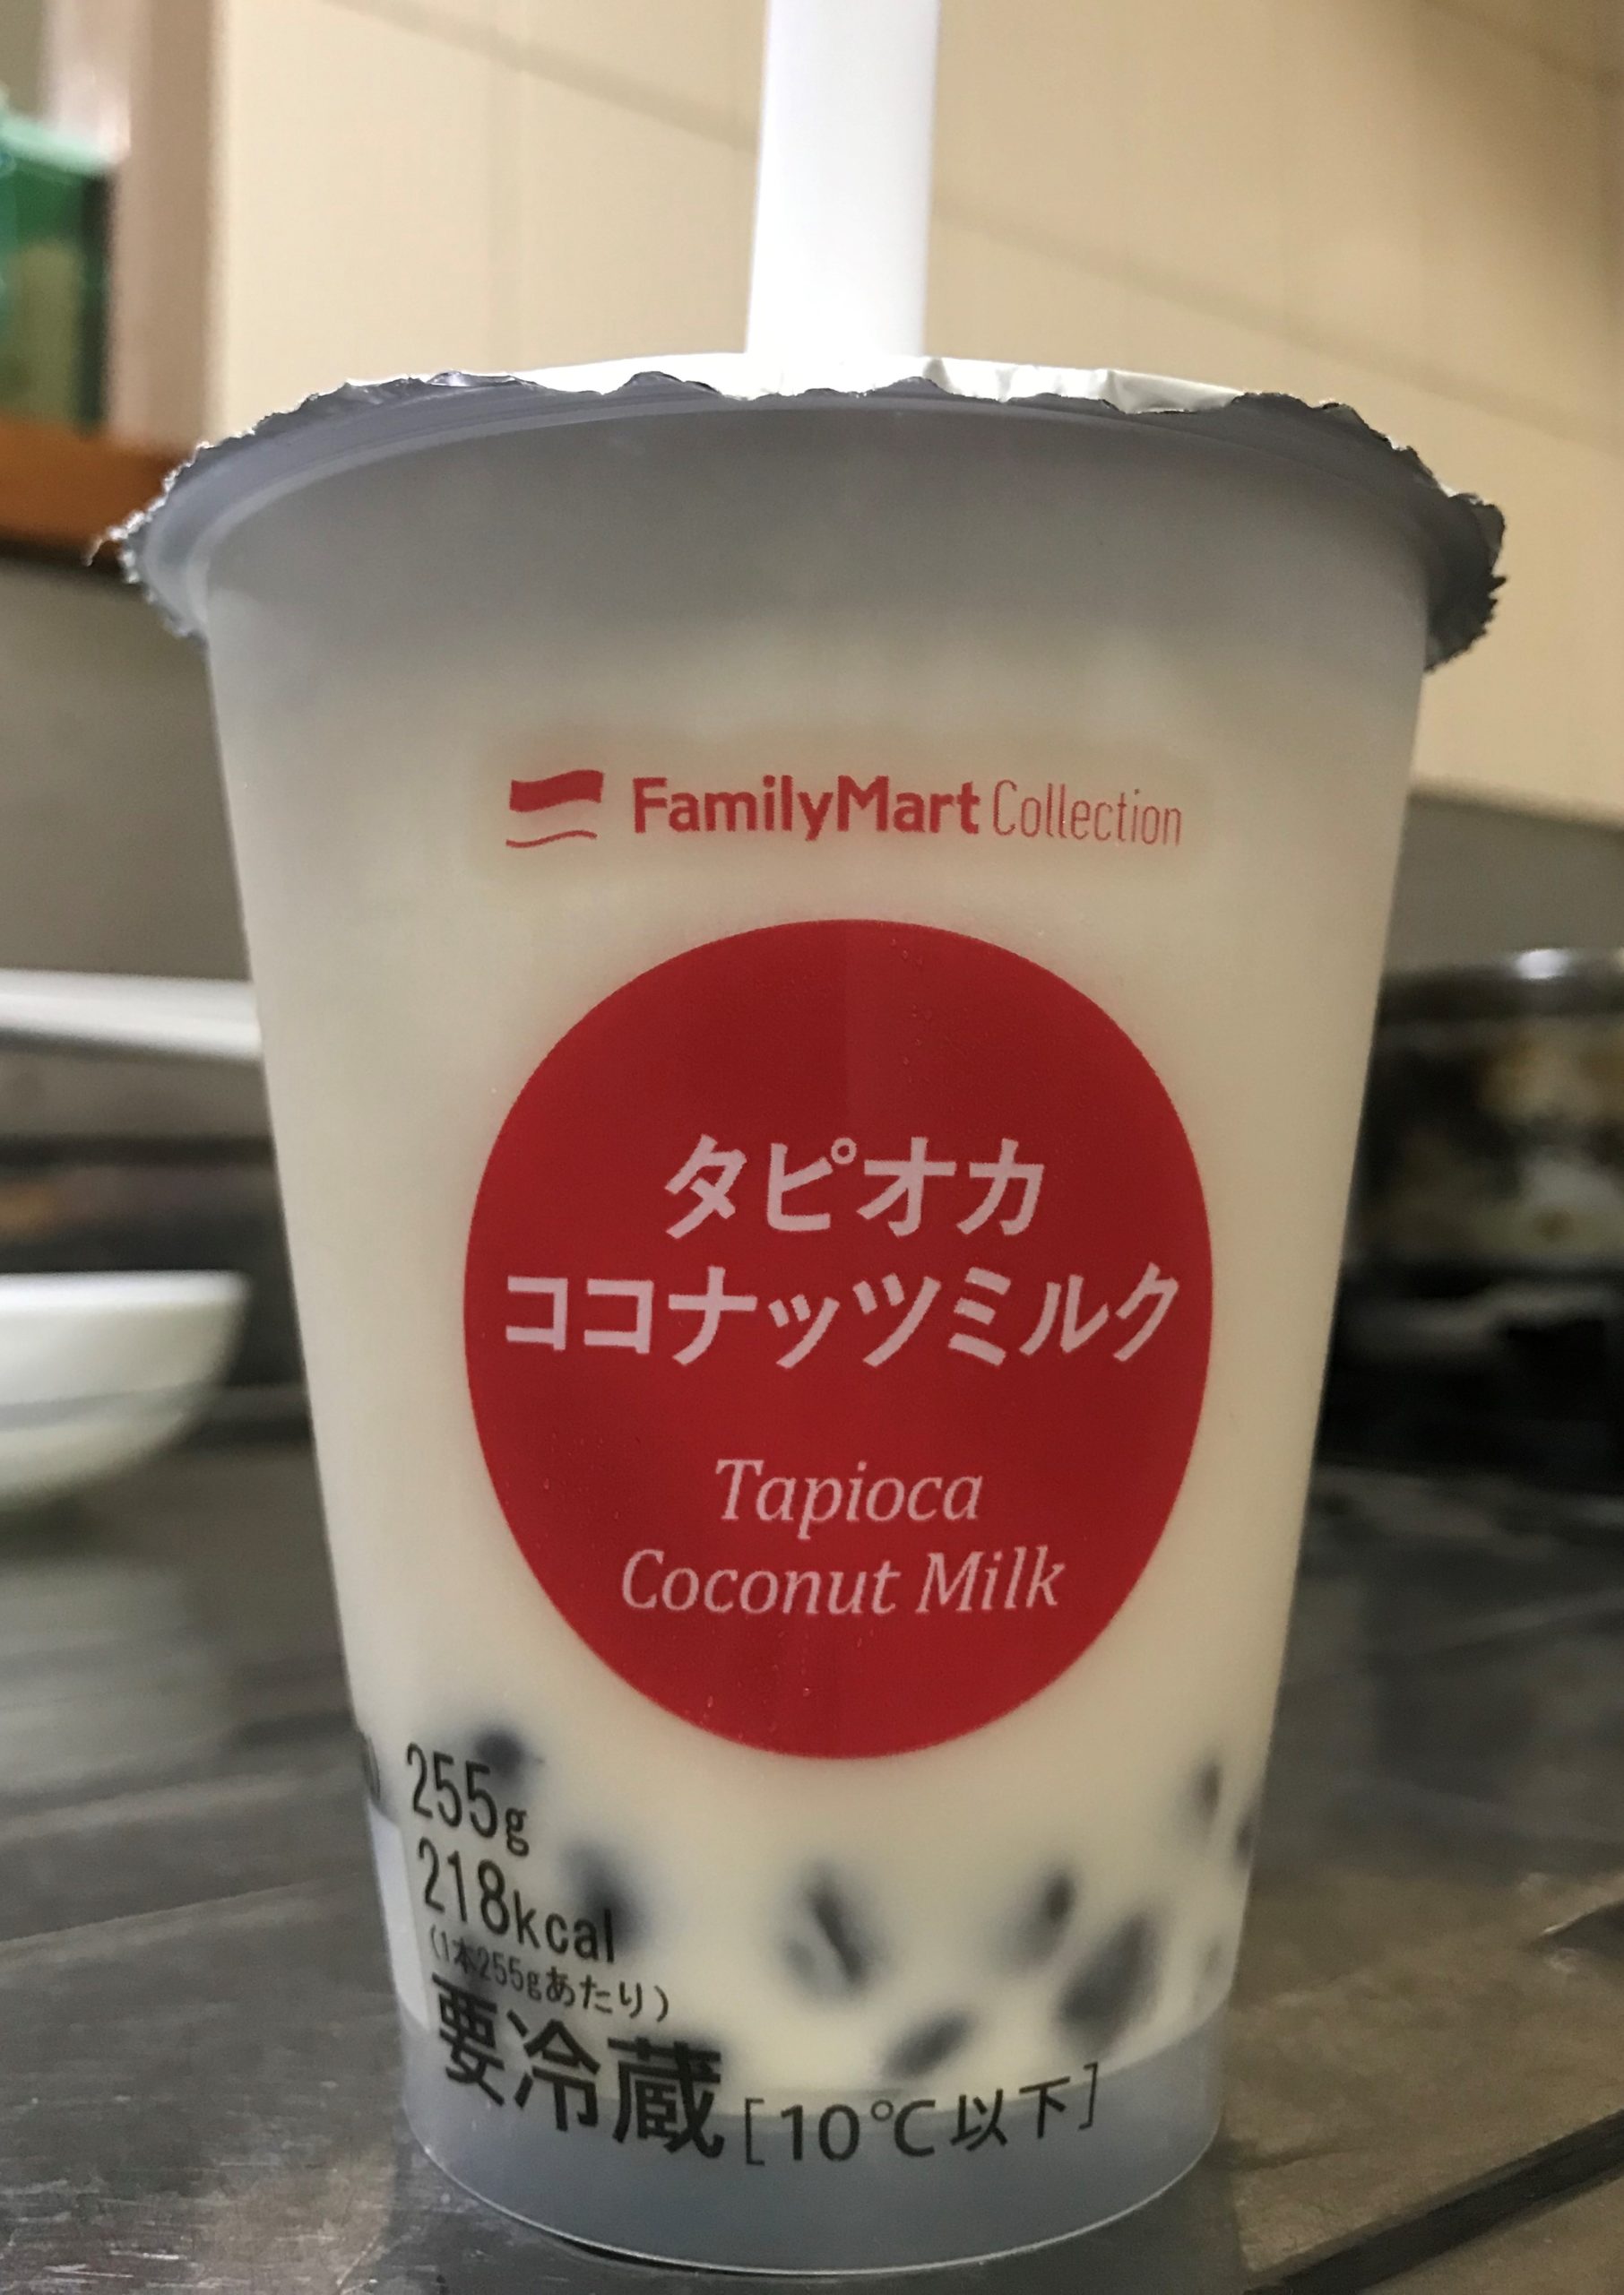 FamilyMart Collection
タピオカ
ココナッツミルク
Tapioca
Coconut Milk
255g
218kcal
(1本255gあたり)
要冷蔵[10℃以下]